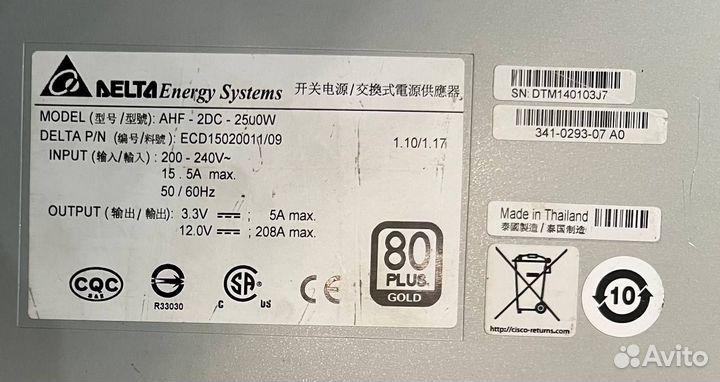 DELTA Energy Systems 开关电源/交換式電源供應器
MODEL (型号/型號): AHF - 2DC - 2500W
DELTA P/N (编号/料號): ECD15020011/09
1.10/1.17
INPUT (输入/輸入): 200 - 240V~
15.5A max.
50 / 60Hz
OUTPUT (输出/輸出): 3.3V ; 5A max.
12.0V ; 208A max.
CQC
R33030
SA
C US
CE
80
PLUS
GOLD
SN: DTM140103J7
341-0293-07 A0
Made in Thailand
泰國製造 / 泰国制造
http://cisco-returns.com
10
Avito